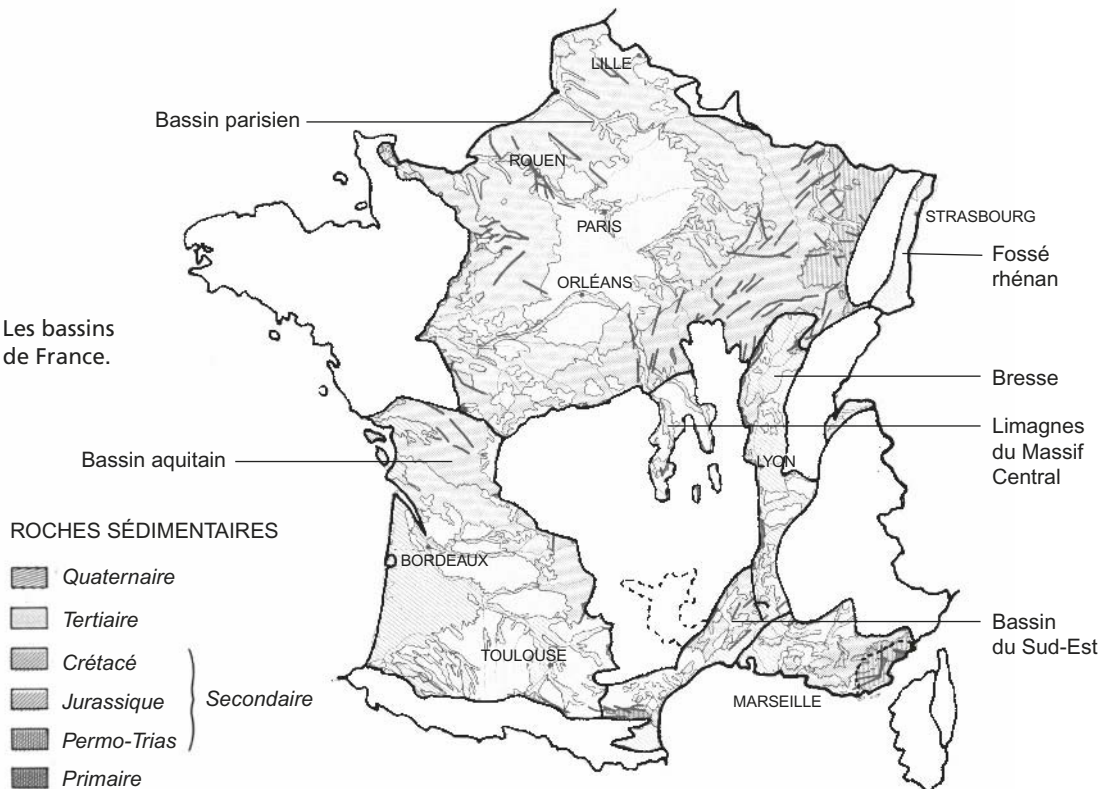 LILLE
Bassin parisien
ROUEN
STRASBOURG
PARIS
Fossé
rhénan
ORLÉANS
Les bassins
de France.
Bresse
Limagnes
du Massif
Central
LYON
Bassin aquitain
ROCHES SÉDIMENTAIRES
BORDEAUX
Quaternaire
Tertiaire
Crétacé
Jurassique
Secondaire
Permo-Trias
Primaire
TOULOUSE
Bassin
du Sud-Est
MARSEILLE